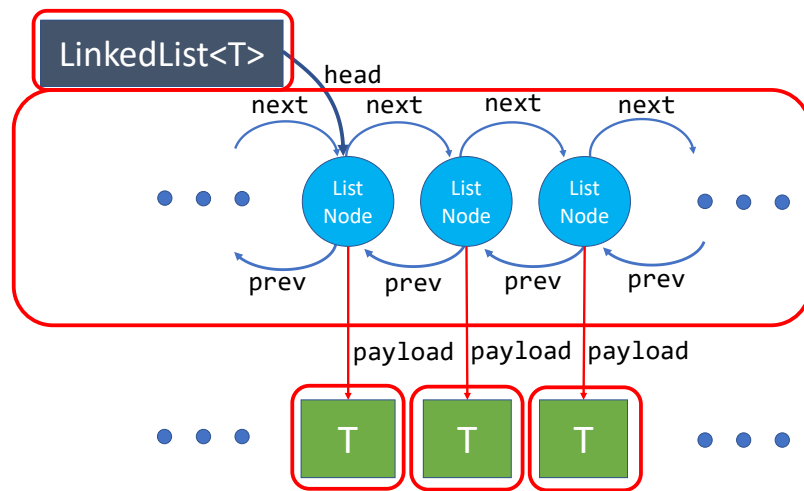 LinkedList<T>
head
next
next
next
next
List
Node
List
Node
List
Node
prev
prev
prev
prev
payload
payload
payload
T
T
T